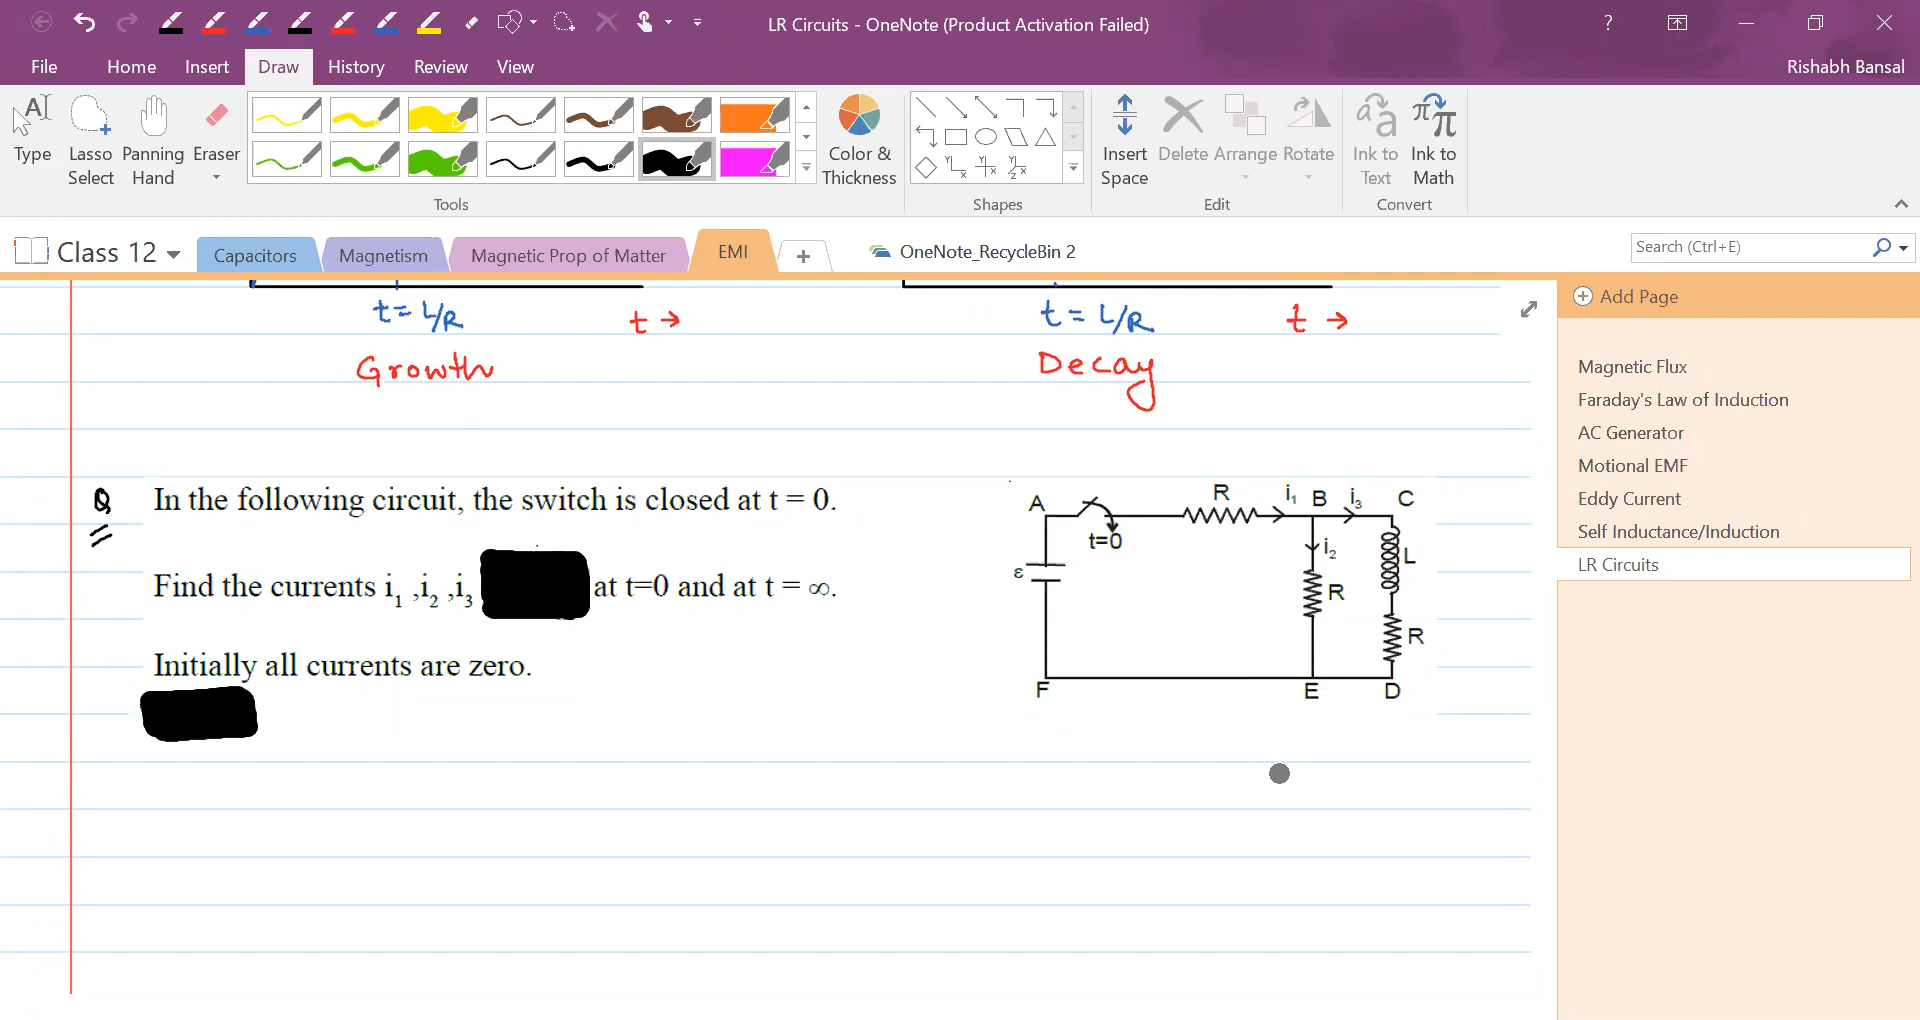 LR Circuits - OneNote (Product Activation Failed)
?
File Home Insert Draw History Review View
Rishabh Bansal
Type
Lasso Select
Panning Hand
Eraser
Color & Thickness
Insert Space
Delete
Arrange
Rotate
Ink to Text
Ink to Math
Tools
Shapes
Edit
Convert
Class 12
Capacitors
Magnetism
Magnetic Prop of Matter
EMI
+
OneNote_RecycleBin 2
Search (Ctrl+E)
Add Page
Magnetic Flux
Faraday's Law of Induction
AC Generator
Motional EMF
Eddy Current
Self Inductance/Induction
LR Circuits
t = L/R t →
Growth
t = L/R t →
Decay
Q In the following circuit, the switch is closed at t = 0.
Find the currents i₁ ,i₂ ,i₃ at t=0 and at t = ∞.
Initially all currents are zero.
A R i₁ B i₃ C
t=0
ε i₂ L
R
R
F E D